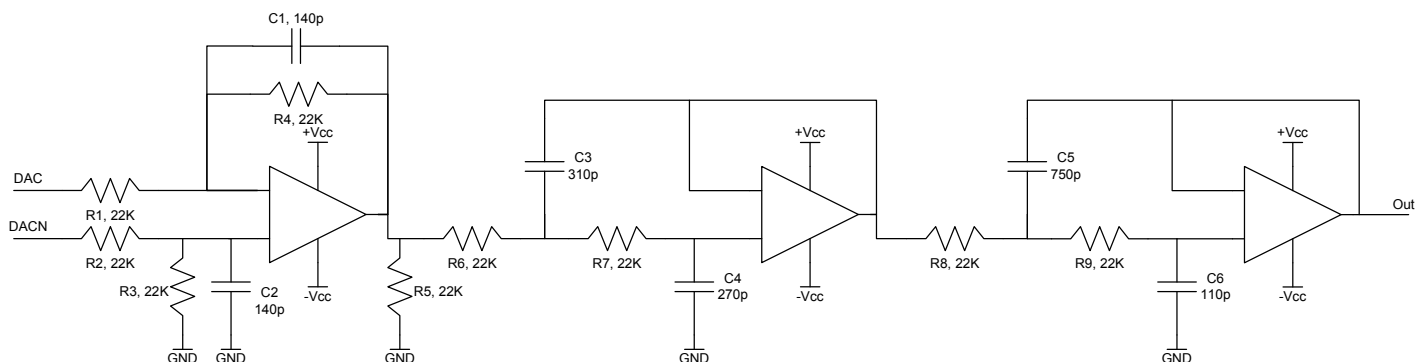 C1, 140p
R4, 22K
+Vcc
+Vcc
+Vcc
C3
310p
C5
750p
DAC
R1, 22K
DACN
R2, 22K
Out
R6, 22K
R7, 22K
R8, 22K
R9, 22K
R3, 22K
C2
140p
-Vcc
R5, 22K
C4
270p
-Vcc
C6
110p
-Vcc
GND
GND
GND
GND
GND